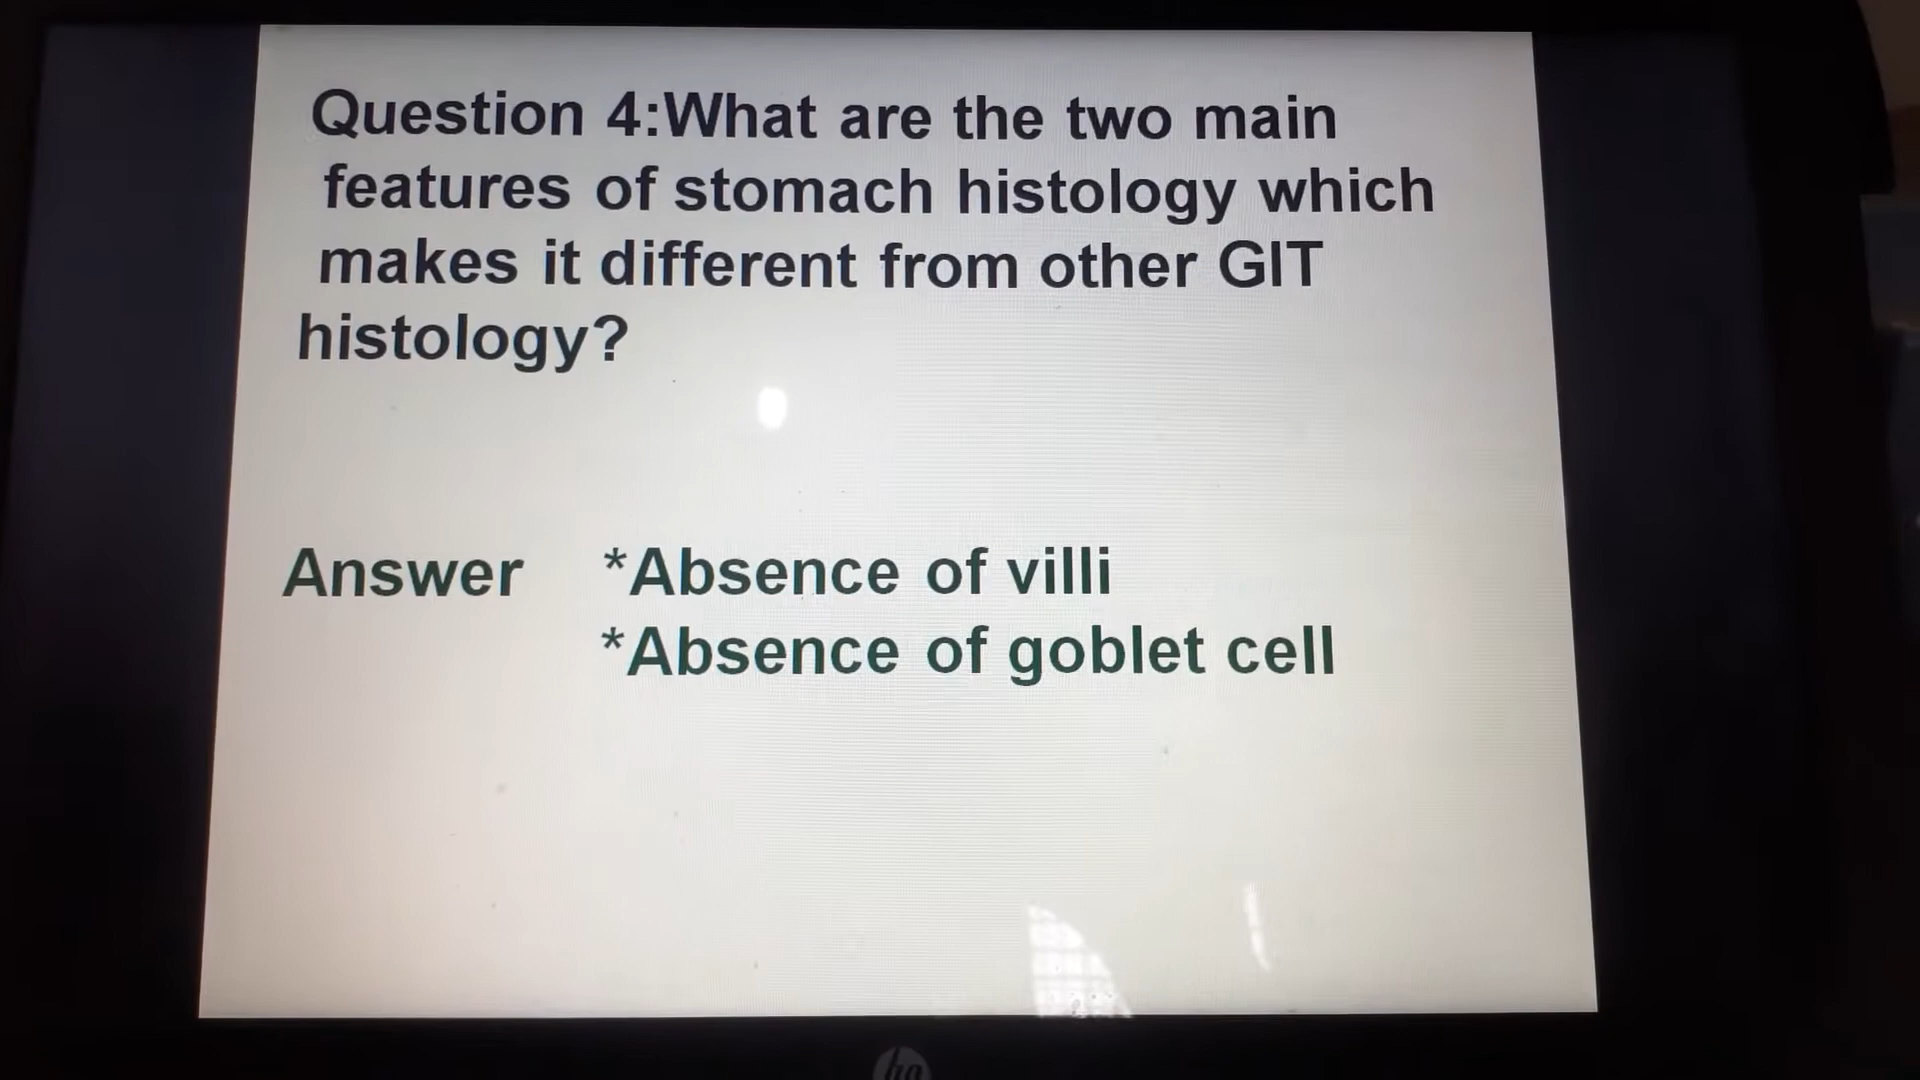 Question 4:What are the two main
features of stomach histology which
makes it different from other GIT
histology?
Answer *Absence of villi
*Absence of goblet cell
hp